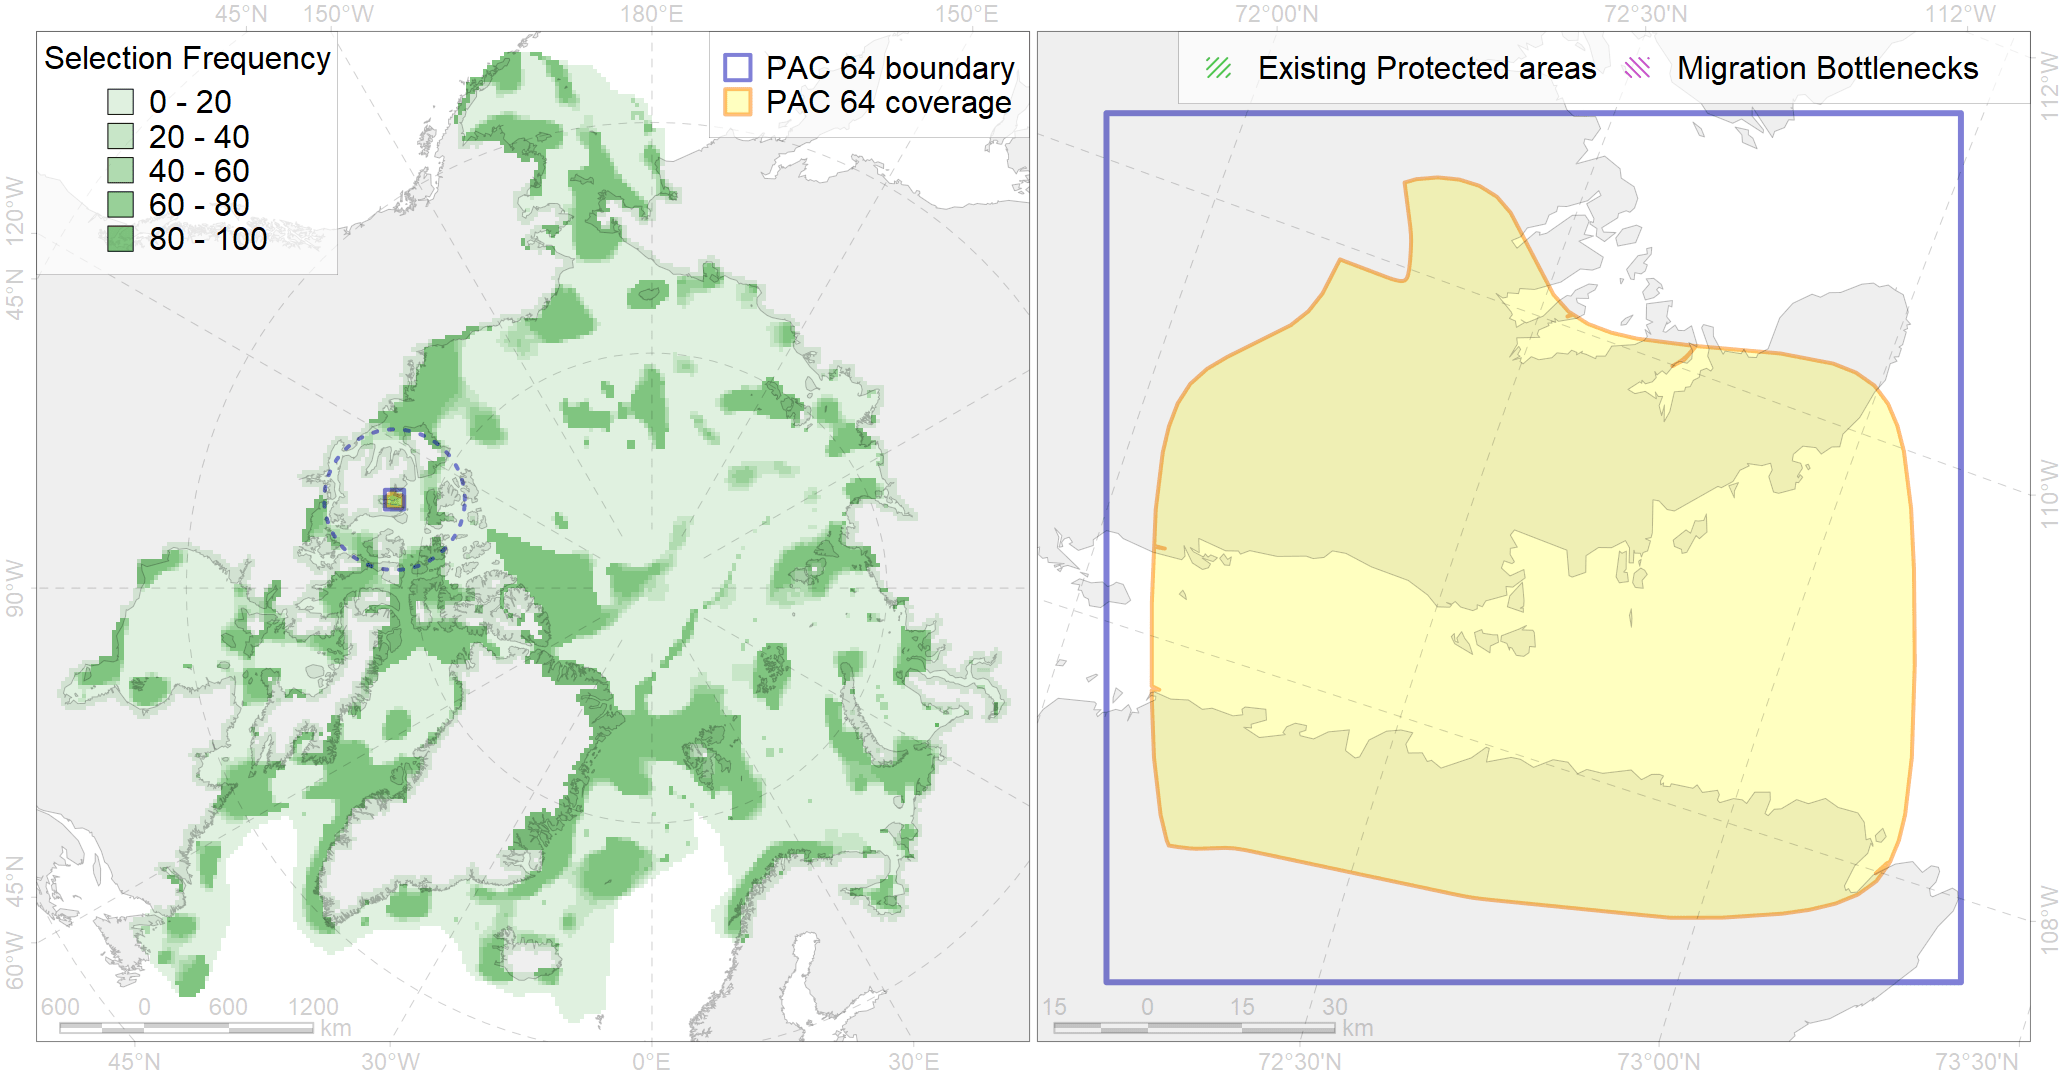 45°N 150°W 180°E 150°E 72°00'N 72°30'N 112°W
Selection Frequency
0 - 20
20 - 40
40 - 60
60 - 80
80 - 100
PAC 64 boundary
PAC 64 coverage
Existing Protected areas Migration Bottlenecks
120°W
45°N
90°W
45°N
60°W
112°W
110°W
108°W
600 0 600 1200 km
15 0 15 30 km
45°N 30°W 0°E 30°E 72°30'N 73°00'N 73°30'N